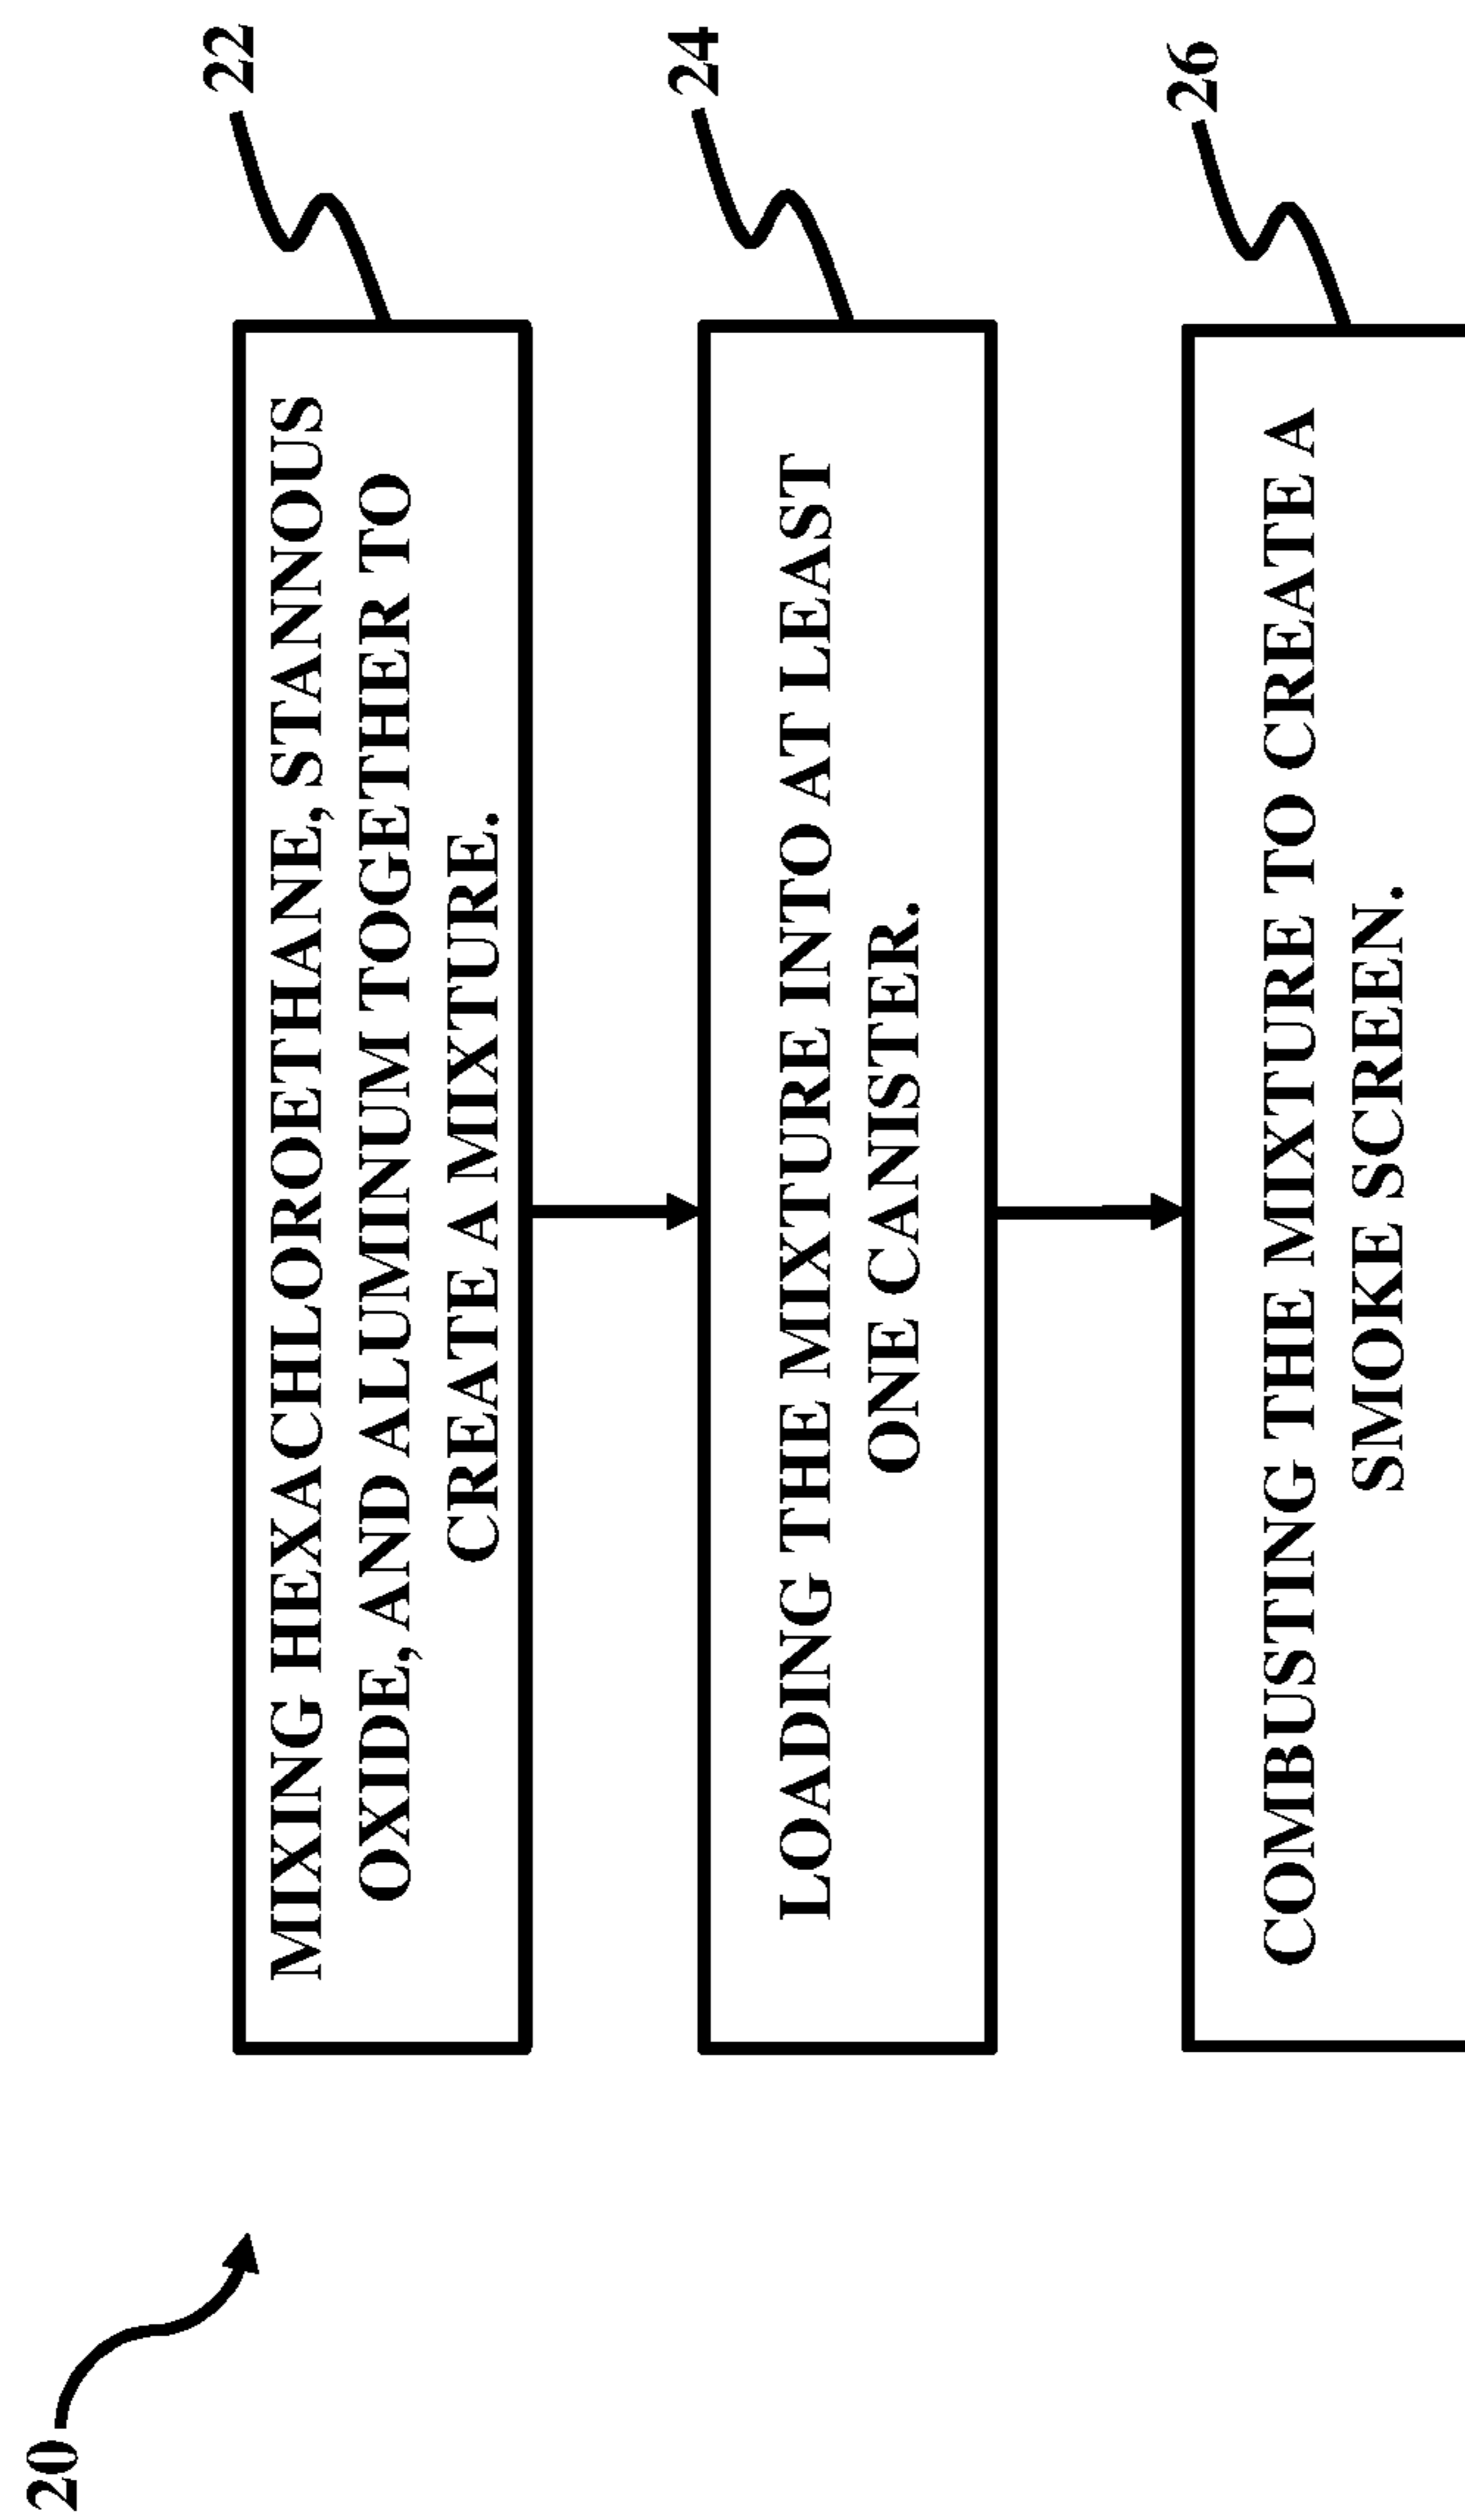 20
22
MIXING HEXACHLOROETHANE, STANNOUS
OXIDE, AND ALUMINUM TOGETHER TO
CREATE A MIXTURE.
24
LOADING THE MIXTURE INTO AT LEAST
ONE CANISTER.
26
COMBUSTING THE MIXTURE TO CREATE A
SMOKE SCREEN.